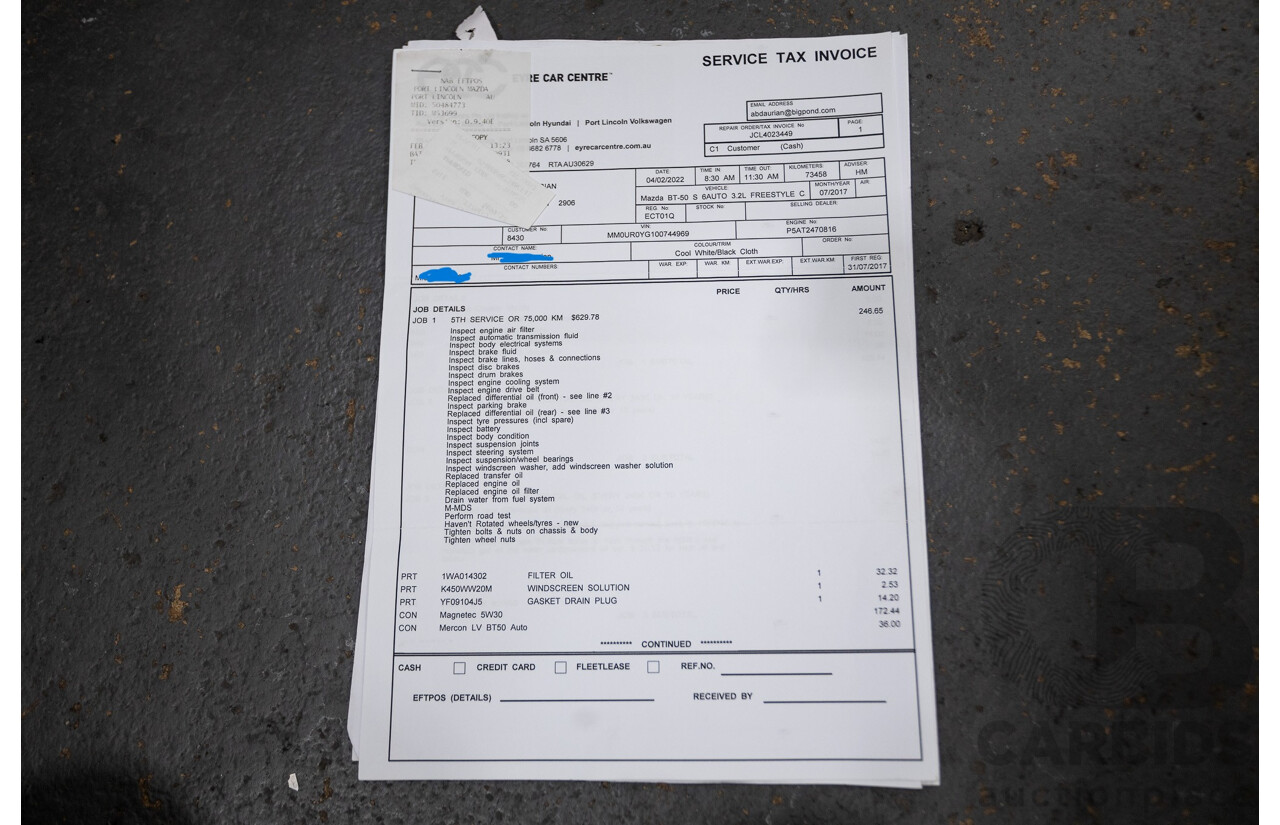 SERVICE TAX INVOICE
EYRE CAR CENTRE
NAB EFTPOS
PORT LINCOLN MAZDA
PORT LINCOLN AU
COPY
13:23
EMAIL ADDRESS
abdaurian@bigpond.com
REPAIR ORDER/TAX INVOICE No
JCL4023449
PAGE:
1
C1 Customer (Cash)
Hyundai | Port Lincoln Volkswagen
SA 5606
8682 6778 | eyrecarcentre.com.au
764 RTA AU30629
2906
DATE:
04/02/2022
TIME IN:
8:30 AM
TIME OUT:
11:30 AM
KILOMETERS:
73458
ADVISER:
HM
VEHICLE
Mazda BT-50 S 6AUTO 3.2L FREESTYLE C
MONTH/YEAR
07/2017
AIR:
REG. No:
ECT01Q
STOCK No:
SELLING DEALER:
CUSTOMER No:
8430
VIN:
MM0UR0YG100744969
ENGINE No:
P5AT2470816
CONTACT NAME:
COLOUR/TRIM
Cool White/Black Cloth
ORDER No:
CONTACT NUMBERS:
WAR. EXP:
WAR. KM:
EXT.WAR.EXP:
EXT.WAR.KM:
FIRST REG:
31/07/2017
PRICE QTY/HRS AMOUNT
JOB DETAILS
JOB 1 5TH SERVICE OR 75,000 KM $629.78 246.65
Inspect engine air filter
Inspect automatic transmission fluid
Inspect body electrical systems
Inspect brake fluid
Inspect brake lines, hoses & connections
Inspect disc brakes
Inspect drum brakes
Inspect engine cooling system
Inspect engine drive belt
Replaced differential oil (front) - see line #2
Inspect parking brake
Replaced differential oil (rear) - see line #3
Inspect tyre pressures (incl spare)
Inspect battery
Inspect body condition
Inspect suspension joints
Inspect steering system
Inspect suspension/wheel bearings
Inspect windscreen washer, add windscreen washer solution
Replaced transfer oil
Replaced engine oil
Replaced engine oil filter
Drain water from fuel system
M-MDS
Perform road test
Haven't Rotated wheels/tyres - new
Tighten bolts & nuts on chassis & body
Tighten wheel nuts
PRT 1WA014302 FILTER OIL 1 32.32
PRT K450WW20M WINDSCREEN SOLUTION 1 2.53
PRT YF09104J5 GASKET DRAIN PLUG 1 14.20
CON Magnetec 5W30 172.44
CON Mercon LV BT50 Auto 36.00
********** CONTINUED **********
CASH CREDIT CARD FLEETLEASE REF.NO.
EFTPOS (DETAILS) RECEIVED BY
CB
CARBIDS